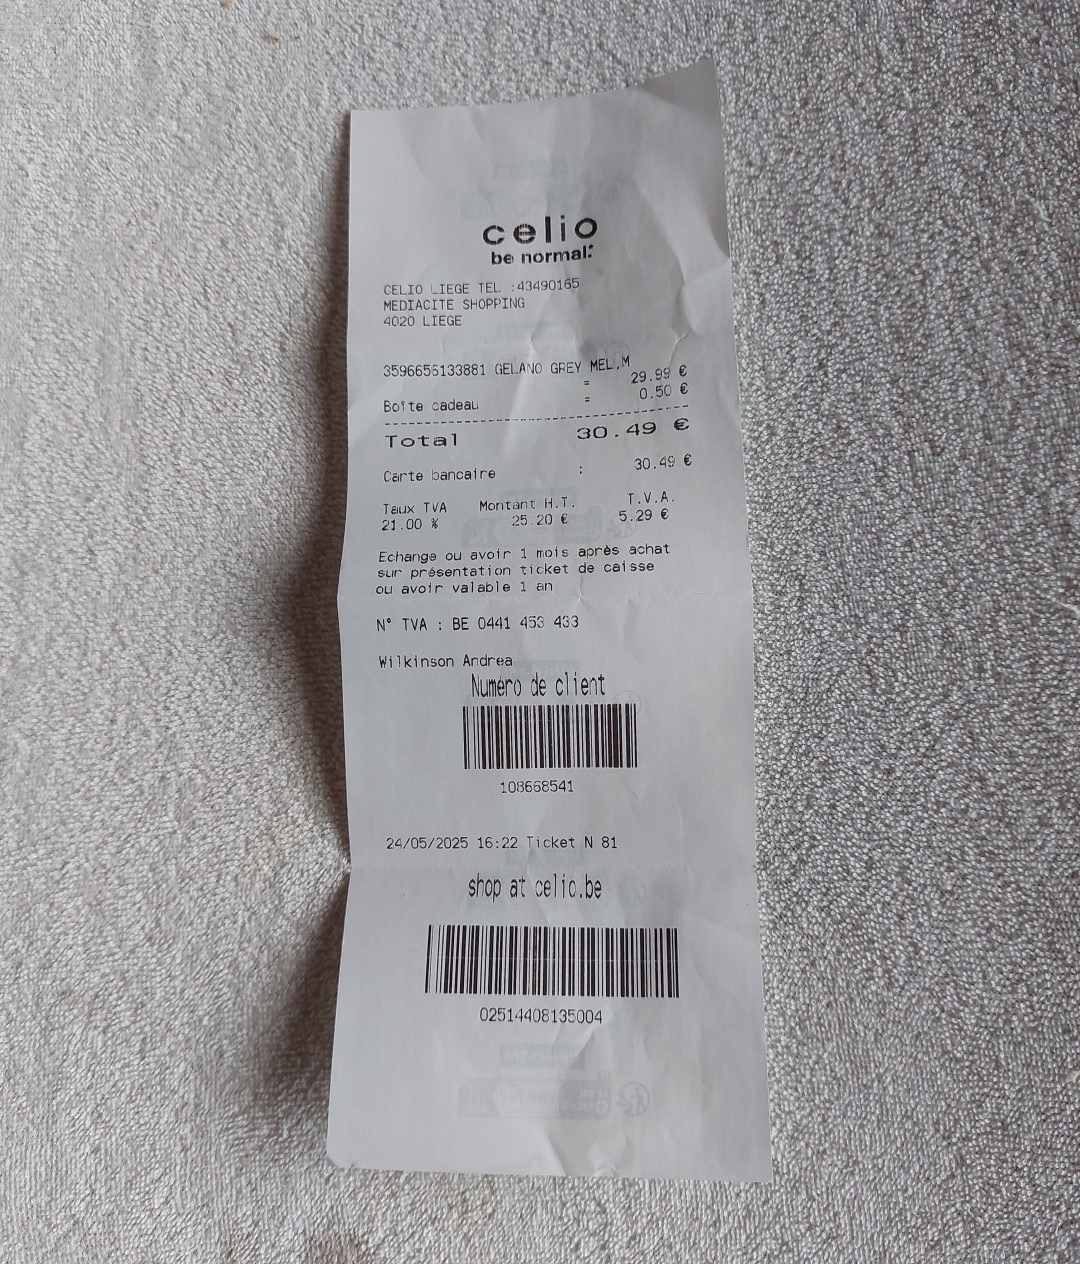 celio
be normal:
CELIO LIEGE TEL :43490165
MEDIACITE SHOPPING
4020 LIEGE
3596656133881 GELANO GREY MEL,M
= 29.99 €
Boîte cadeau = 0.50 €
Total 30.49 €
Carte bancaire : 30.49 €
Taux TVA Montant H.T. T.V.A.
21.00 % 25.20 € 5.29 €
Echange ou avoir 1 mois après achat
sur présentation ticket de caisse
ou avoir valable 1 an
N° TVA : BE 0441 453 433
Wilkinson Andrea
Numéro de client
108668541
24/05/2025 16:22 Ticket N 81
shop at celio.be
02514408135004